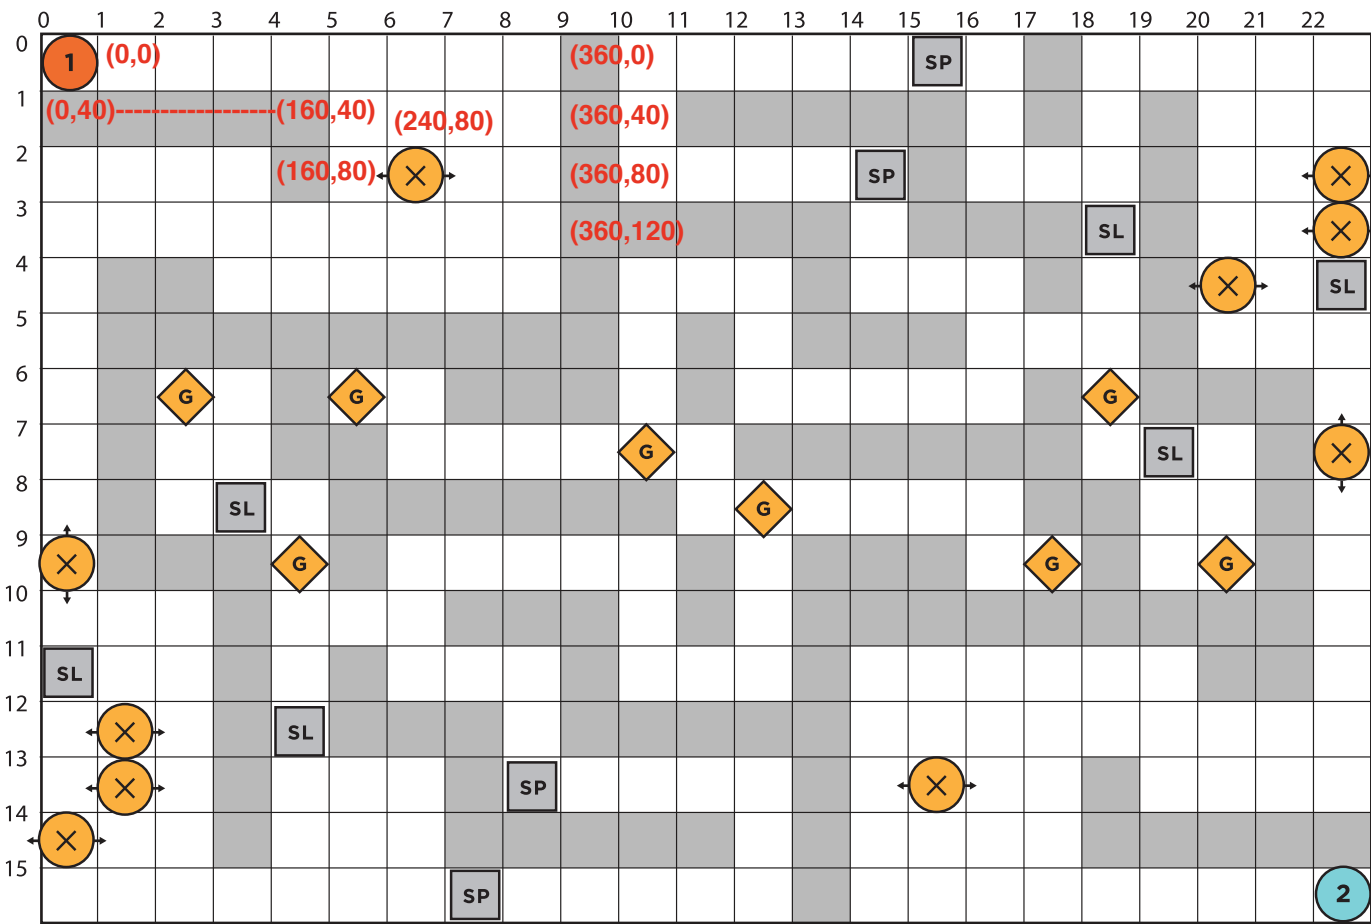 0 1 2 3 4 5 6 7 8 9 10 11 12 13 14 15 16 17 18 19 20 21 22
0 1 (0,0) (360,0) SP
1 (0,40)-------------------(160,40) (240,80) (360,40)
2 (160,80) × (360,80) SP ×
3 (360,120) SL ×
4 × SL
5
6 G G G
7 G SL ×
8 SL G
9 × G G G
10
11 SL
12 × SL
13 × SP ×
14 ×
15 SP 2